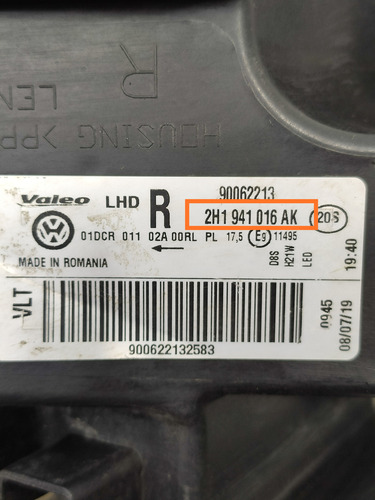 R
HOUSING >PP
LEN
Valeo LHD R 90062213
2H1 941 016 AK 20S
01DCR 011 02A 00RL PL 17,5 E9 11495
MADE IN ROMANIA
D8S
H21W
LED
19:40
VLT
0945
08/07/19
900622132583